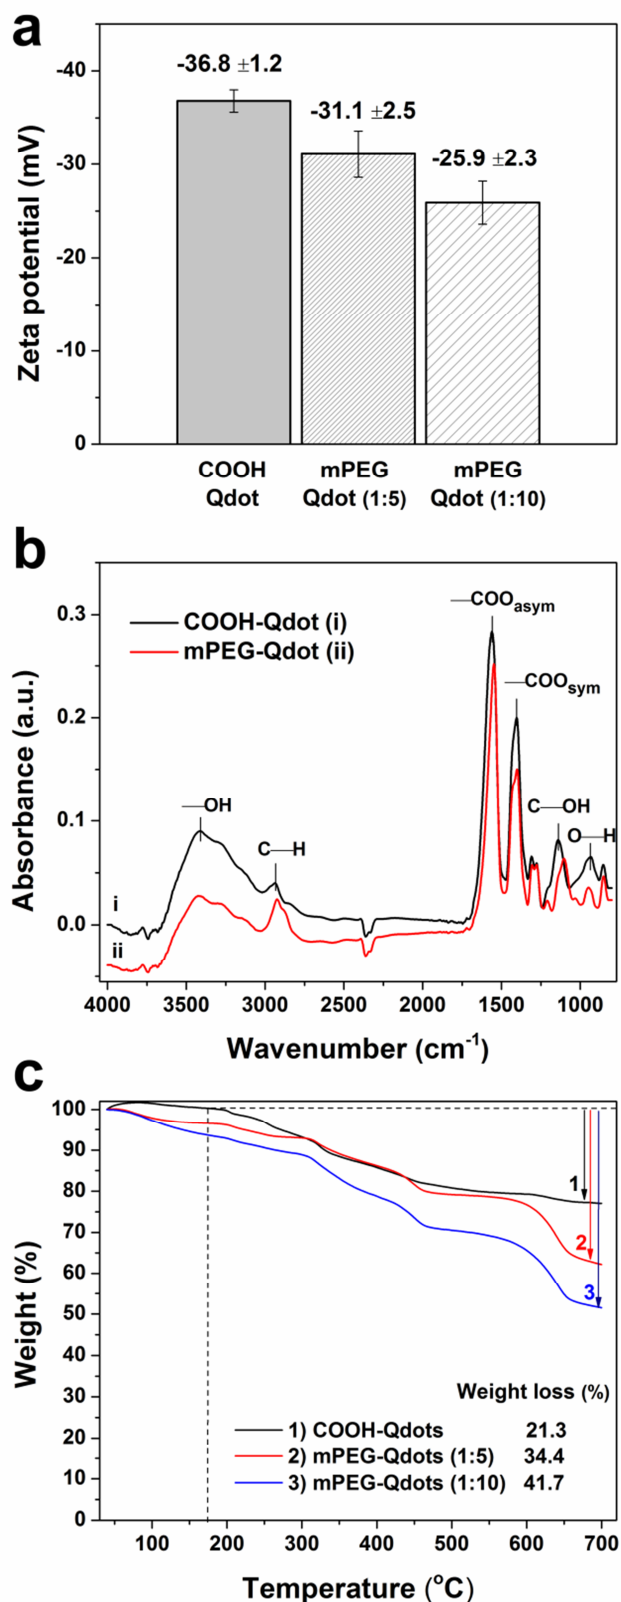 a
-36.8 ±1.2
-31.1 ±2.5
-25.9 ±2.3
Zeta potential (mV)
-40
-30
-20
-10
0
COOH Qdot
mPEG Qdot (1:5)
mPEG Qdot (1:10)
b
COOH-Qdot (i)
mPEG-Qdot (ii)
—COOasym
—COOsym
—OH
C—H
C—OH
O—H
i
ii
Absorbance (a.u.)
0.3
0.2
0.1
0.0
4000 3500 3000 2500 2000 1500 1000
Wavenumber (cm-1)
c
Weight (%)
100
90
80
70
60
50
40
30
20
10
0
1
2
3
Weight loss (%)
1) COOH-Qdots 21.3
2) mPEG-Qdots (1:5) 34.4
3) mPEG-Qdots (1:10) 41.7
100 200 300 400 500 600 700
Temperature (oC)